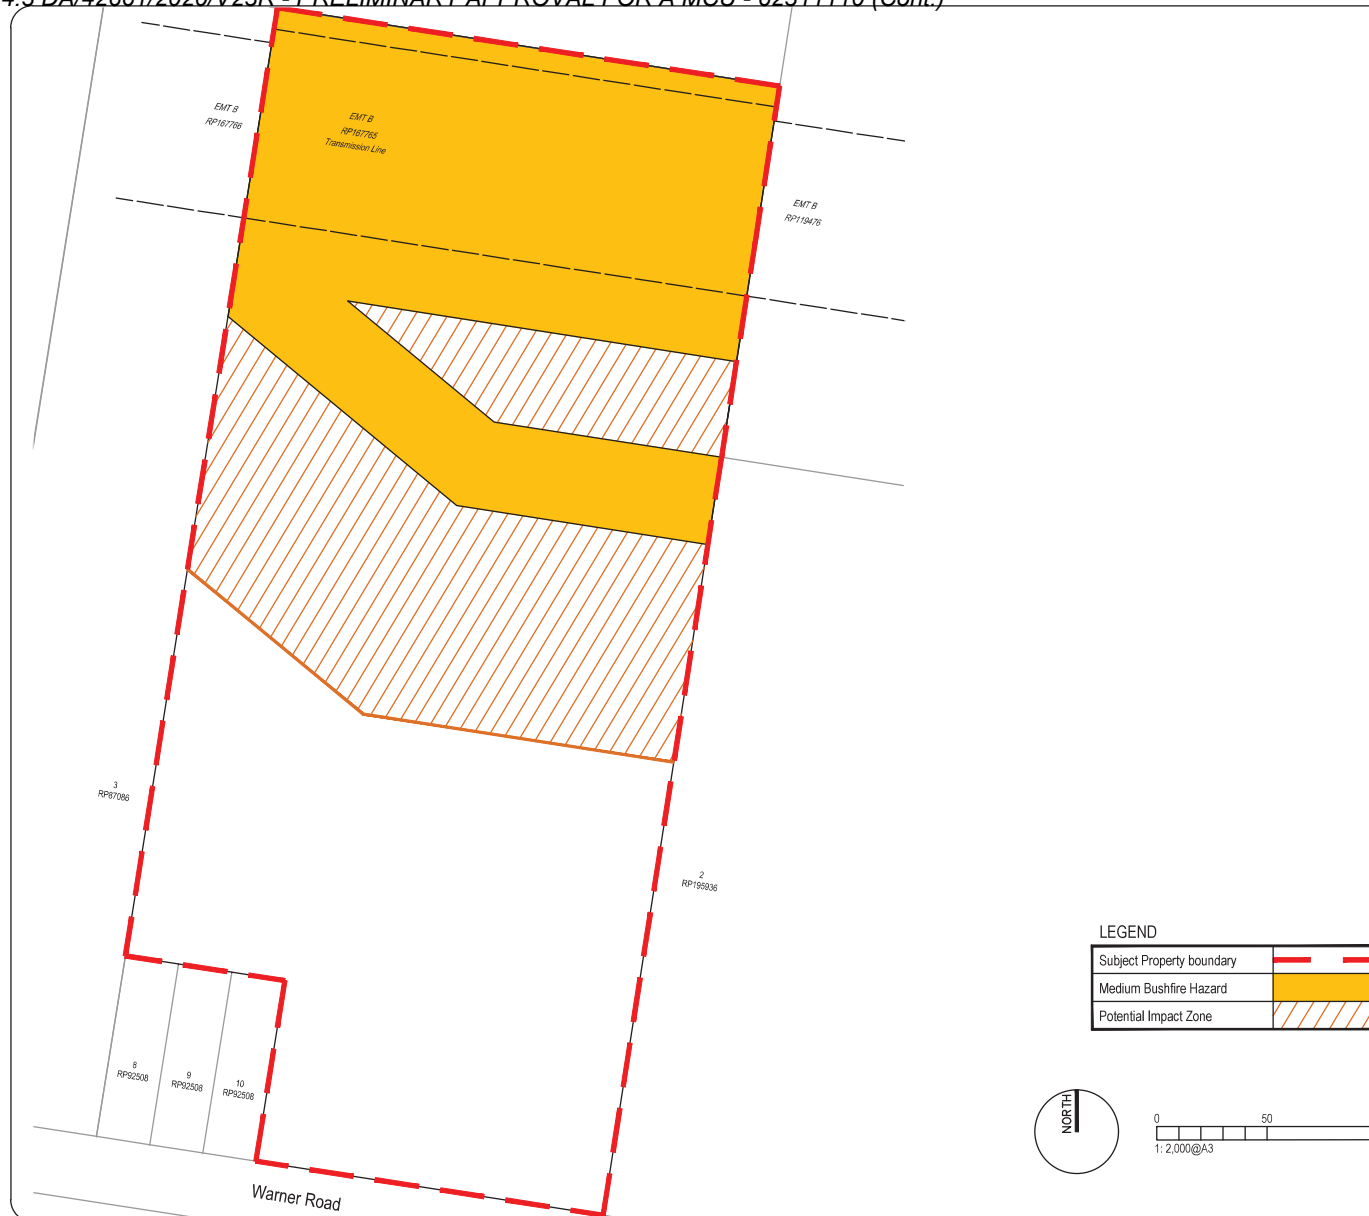 EMT B
RP167766
EMT B
RP167765
Transmission Line
EMT B
RP119476
3
RP87086
2
RP195936
8
RP92508
9
RP92508
10
RP92508
Warner Road
LEGEND
Subject Property boundary
Medium Bushfire Hazard
Potential Impact Zone
NORTH
0 50
1: 2,000@A3